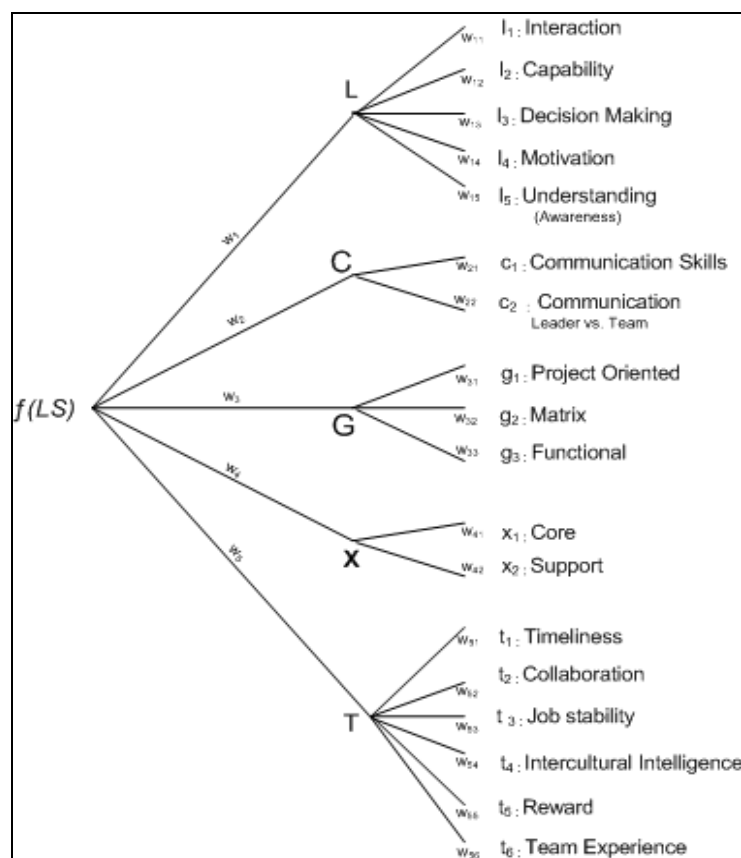 w₁₁ l₁ : Interaction
w₁₂ l₂ : Capability
L
w₁₃ l₃ : Decision Making
w₁₄ l₄ : Motivation
w₁₅ l₅ : Understanding
(Awareness)
w₁
C
w₂₁ c₁ : Communication Skills
w₂₂ c₂ : Communication
Leader vs. Team
w₂
w₃₁ g₁ : Project Oriented
f(LS)
w₃
G
w₃₂ g₂ : Matrix
w₃₃ g₃ : Functional
w₄
w₄₁ x₁ : Core
X
w₄₂ x₂ : Support
w₅
w₅₁ t₁ : Timeliness
w₅₂ t₂ : Collaboration
T
w₅₃ t ₃ : Job stability
w₅₄ t₄ : Intercultural Intelligence
w₅₅ t₅ : Reward
w₅₆ t₆ : Team Experience